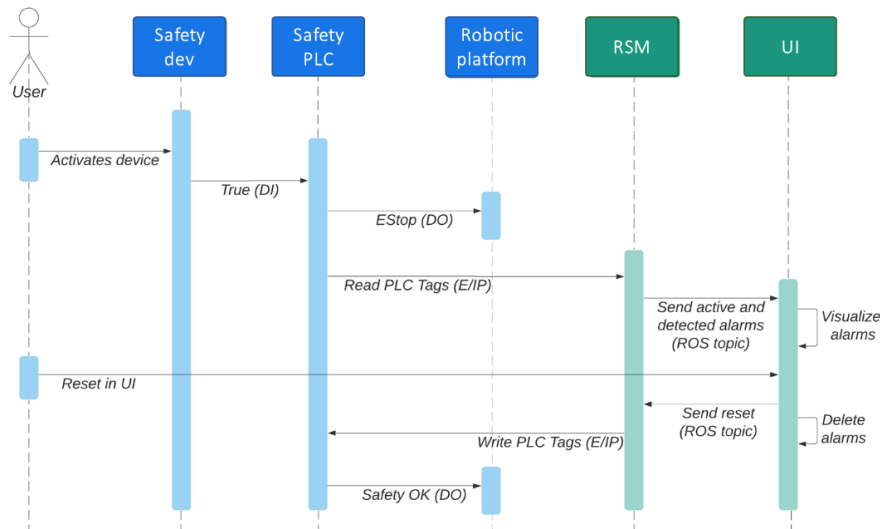 User
Safety
dev
Safety
PLC
Robotic
platform
RSM
UI
Activates device
True (DI)
EStop (DO)
Read PLC Tags (E/IP)
Send active and
detected alarms
(ROS topic)
Visualize
alarms
Reset in UI
Send reset
(ROS topic)
Delete
alarms
Write PLC Tags (E/IP)
Safety OK (DO)